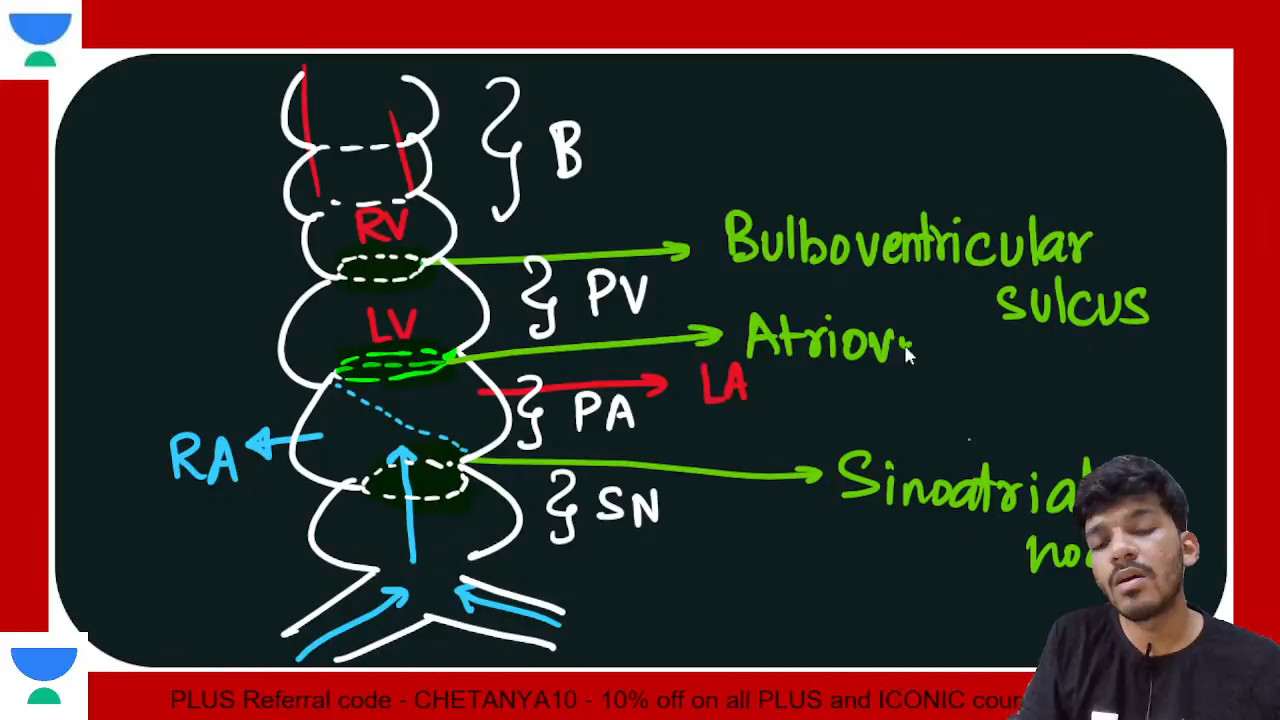 B
RV
Bulboventricular
sulcus
PV
LV
Atriov
LA
PA
RA
Sinoatrial
SN
PLUS Referral code - CHETANYA10 - 10% off on all PLUS and ICONIC